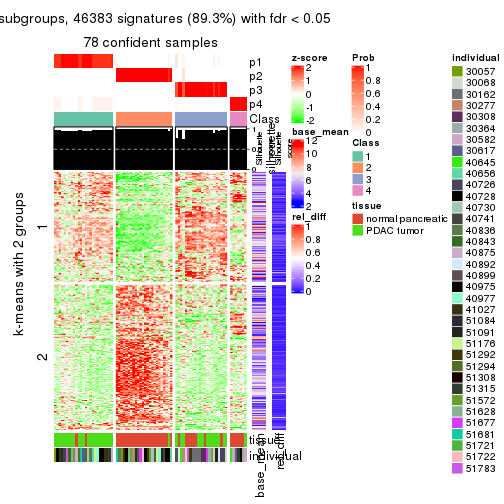 subgroups, 46383 signatures (89.3%) with fdr < 0.05
78 confident samples
p1
p2
p3
p4
Class
1
0
silhouette
score
k-means with 2 groups
1
2
tissue
individual
base_mean
rel_diff
z-score
2
1
0
-1
-2
base_mean
12
10
8
6
4
2
rel_diff
1
0.8
0.6
0.4
0.2
0
Prob
1
0.8
0.6
0.4
0.2
0
Class
1
2
3
4
tissue
normal pancreatic
PDAC tumor
individual
30057
30068
30162
30277
30308
30364
30582
30617
40645
40656
40726
40728
40730
40741
40836
40843
40875
40892
40899
40975
40977
41027
51084
51091
51176
51292
51294
51308
51315
51572
51628
51677
51681
51721
51722
51783